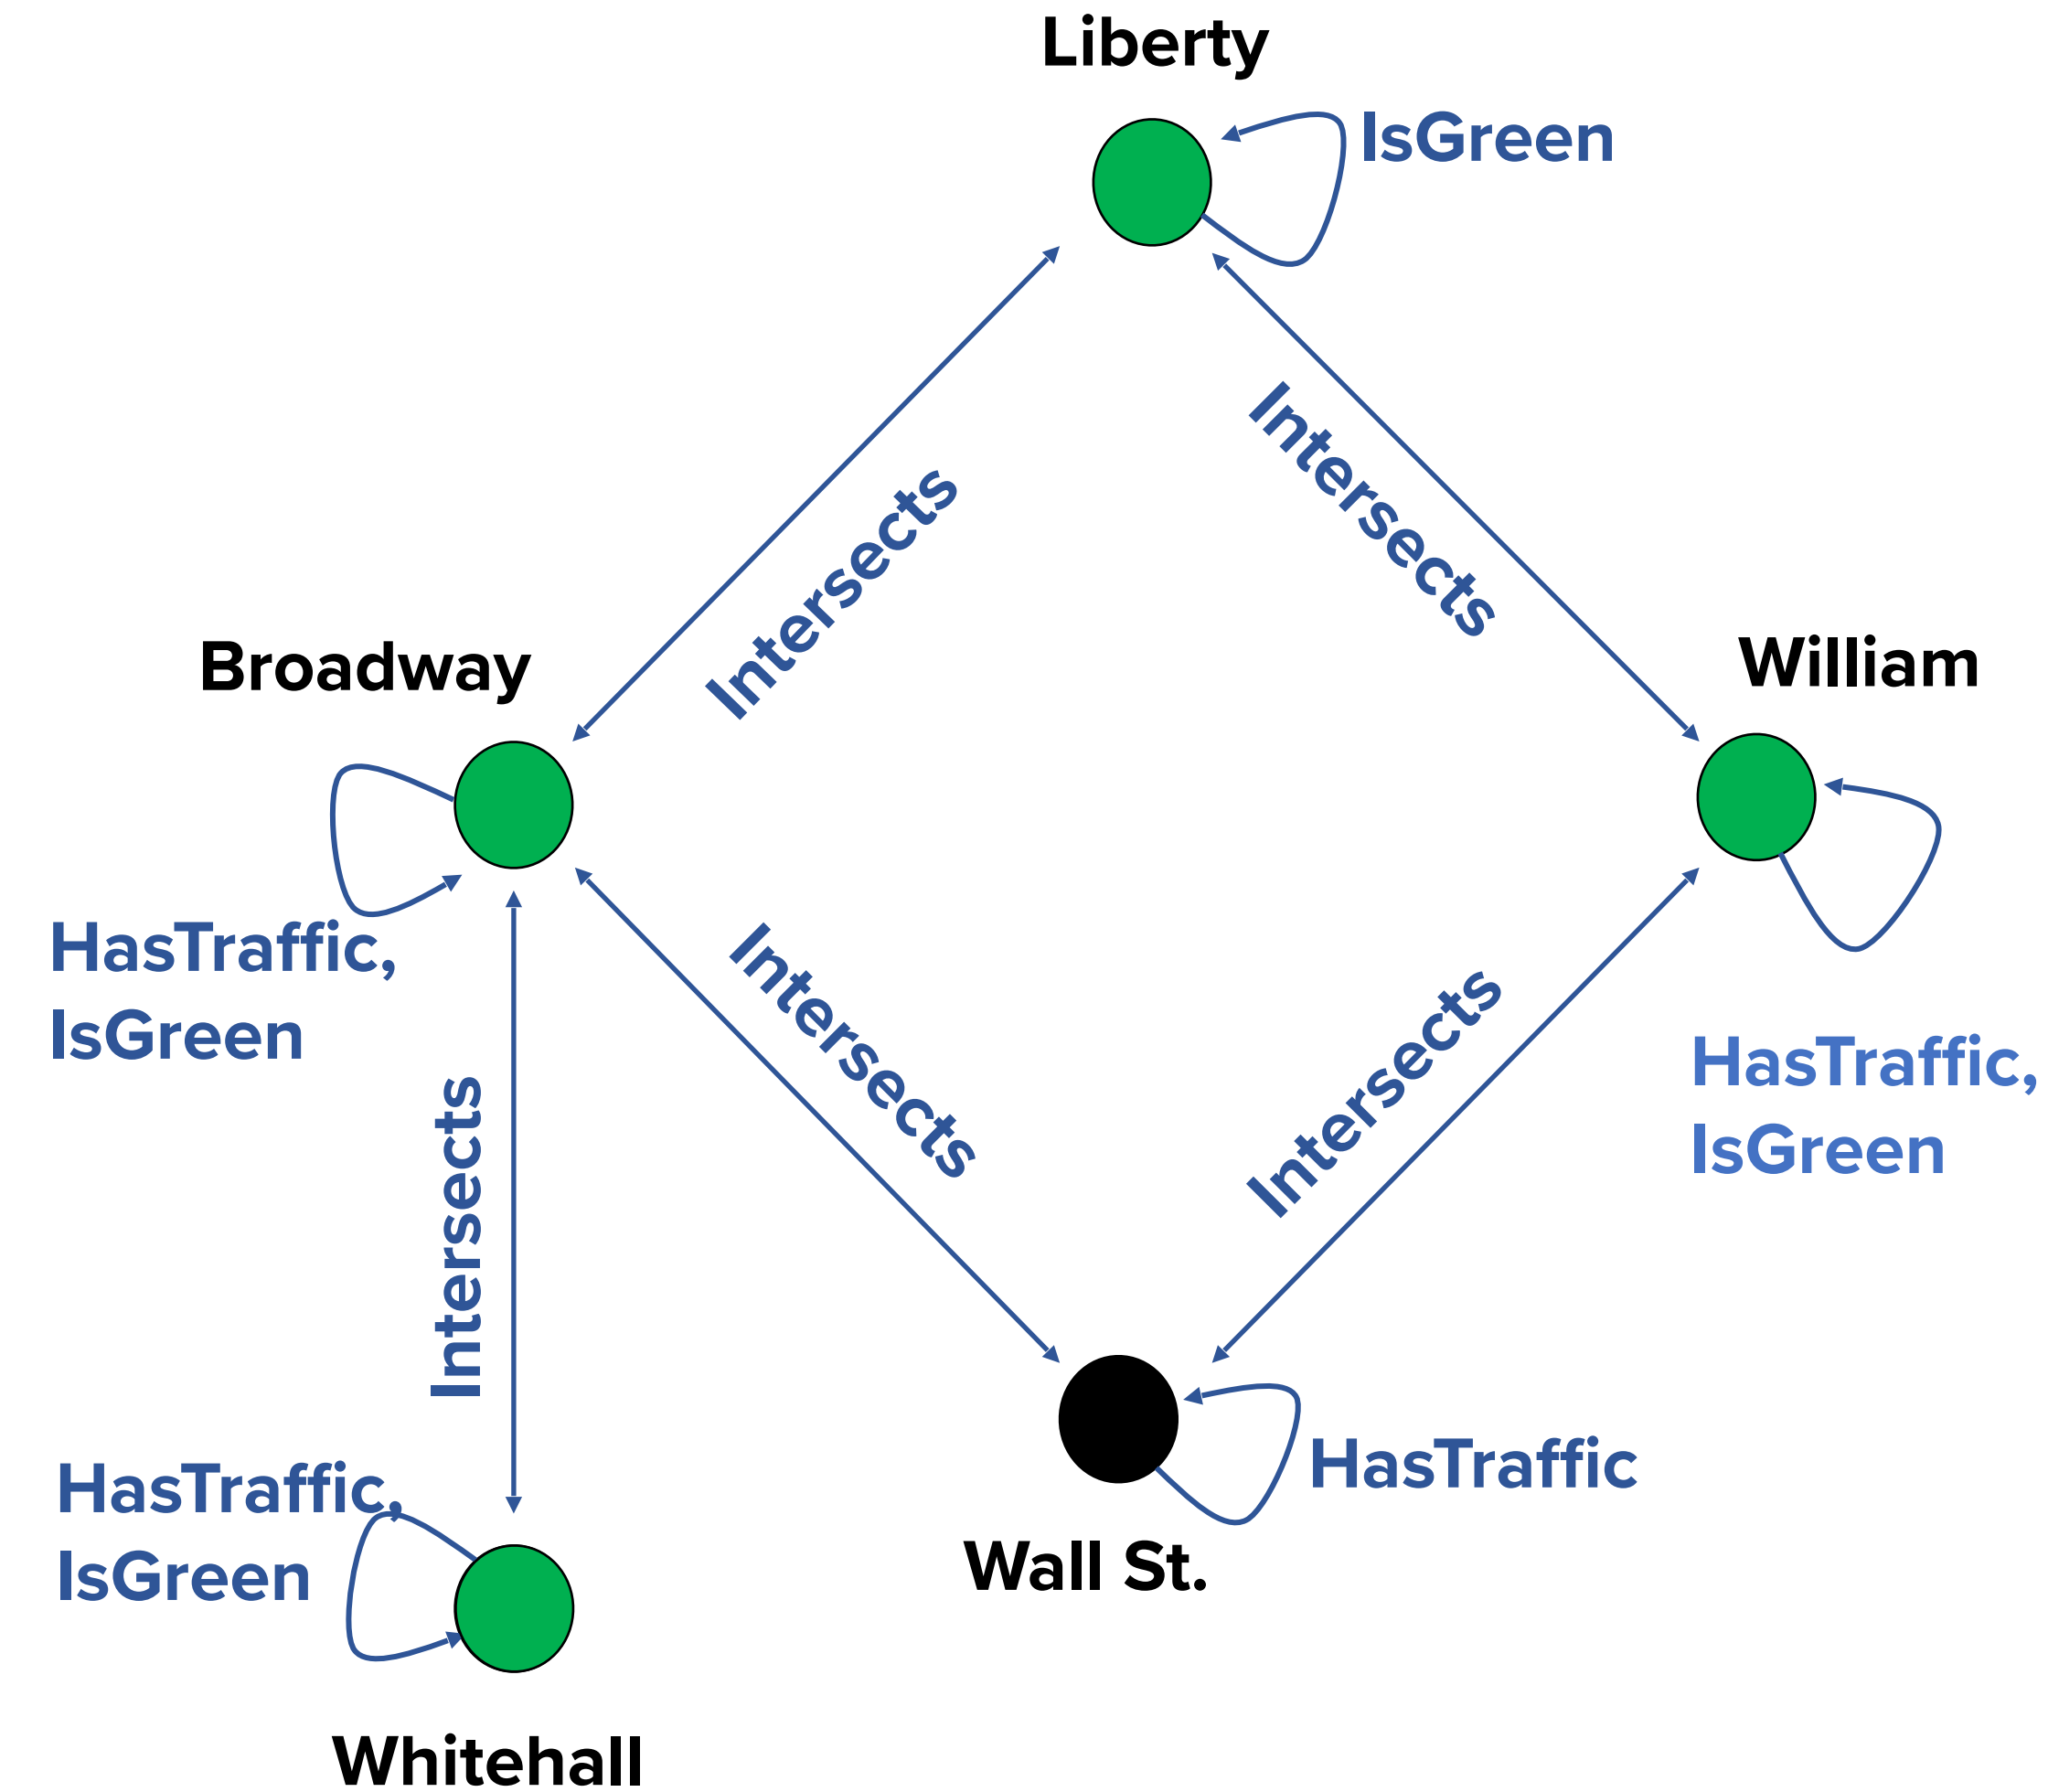 Liberty
IsGreen
Intersects
Intersects
Broadway
William
HasTraffic,
IsGreen
Intersects
Intersects
HasTraffic,
IsGreen
Intersects
HasTraffic
HasTraffic,
IsGreen
Wall St.
Whitehall